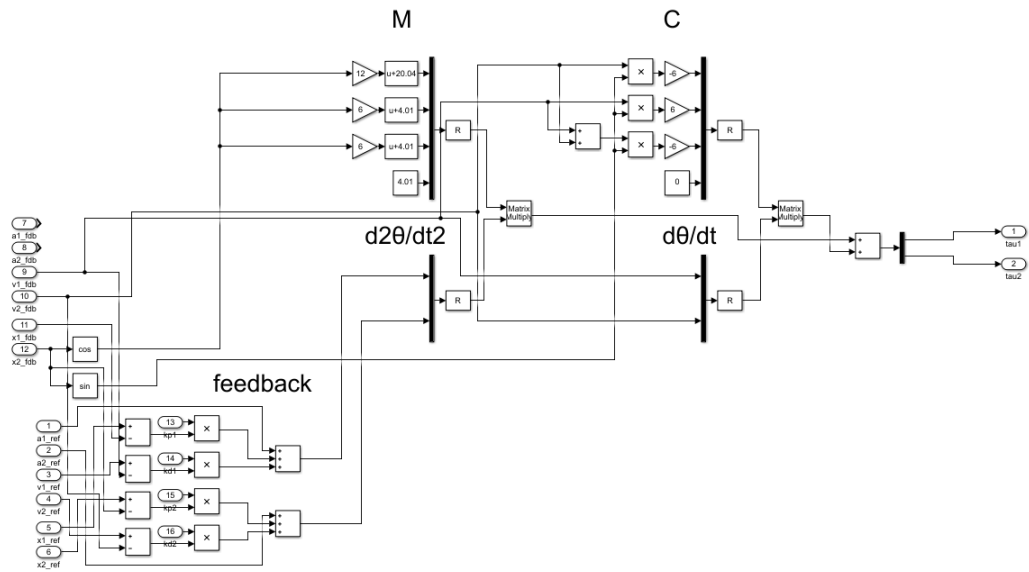 M
C
12
u+20.04
×
-6
6
u+4.01
×
6
+
+
6
u+4.01
×
-6
R
R
4.01
0
Matrix
Multiply
Matrix
Multiply
7
a1_fdb
8
a2_fdb
9
v1_fdb
10
v2_fdb
11
x1_fdb
12
x2_fdb
d2θ/dt2
dθ/dt
+
+
1
tau1
2
tau2
R
R
cos
sin
feedback
1
a1_ref
2
a2_ref
3
v1_ref
4
v2_ref
5
x1_ref
6
x2_ref
+
-
13
kp1
×
+
-
14
kd1
×
+
-
15
kp2
×
+
-
16
kd2
×
+
+
+
+
+
+